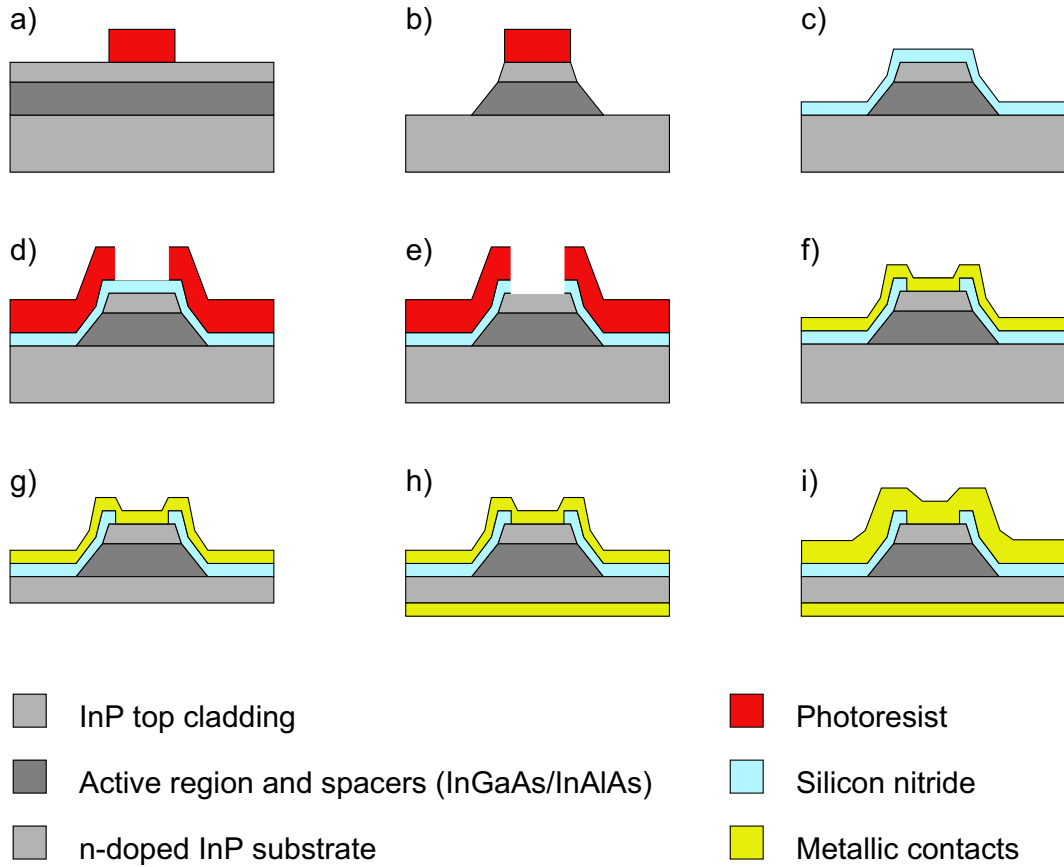 a)
b)
c)
d)
e)
f)
g)
h)
i)
InP top cladding
Photoresist
Active region and spacers (InGaAs/InAlAs)
Silicon nitride
n-doped InP substrate
Metallic contacts